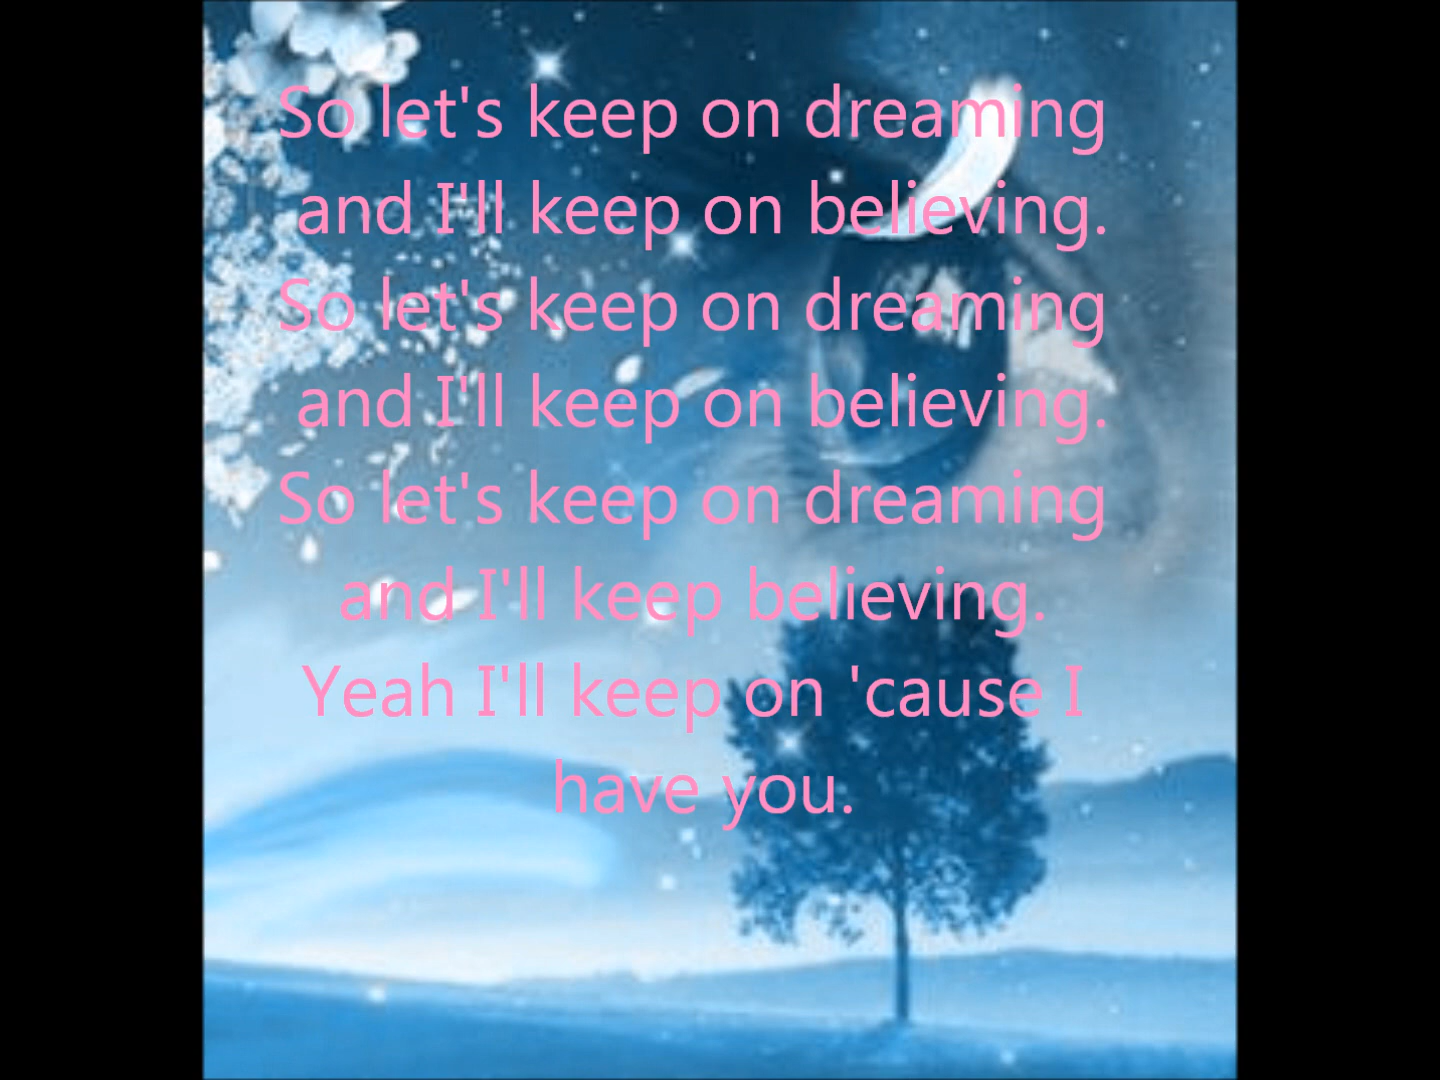 So let's keep on dreaming
and I'll keep on believing.
So let's keep on dreaming
and I'll keep on believing.
So let's keep on dreaming
and I'll keep believing.
Yeah I'll keep on 'cause I
have you.